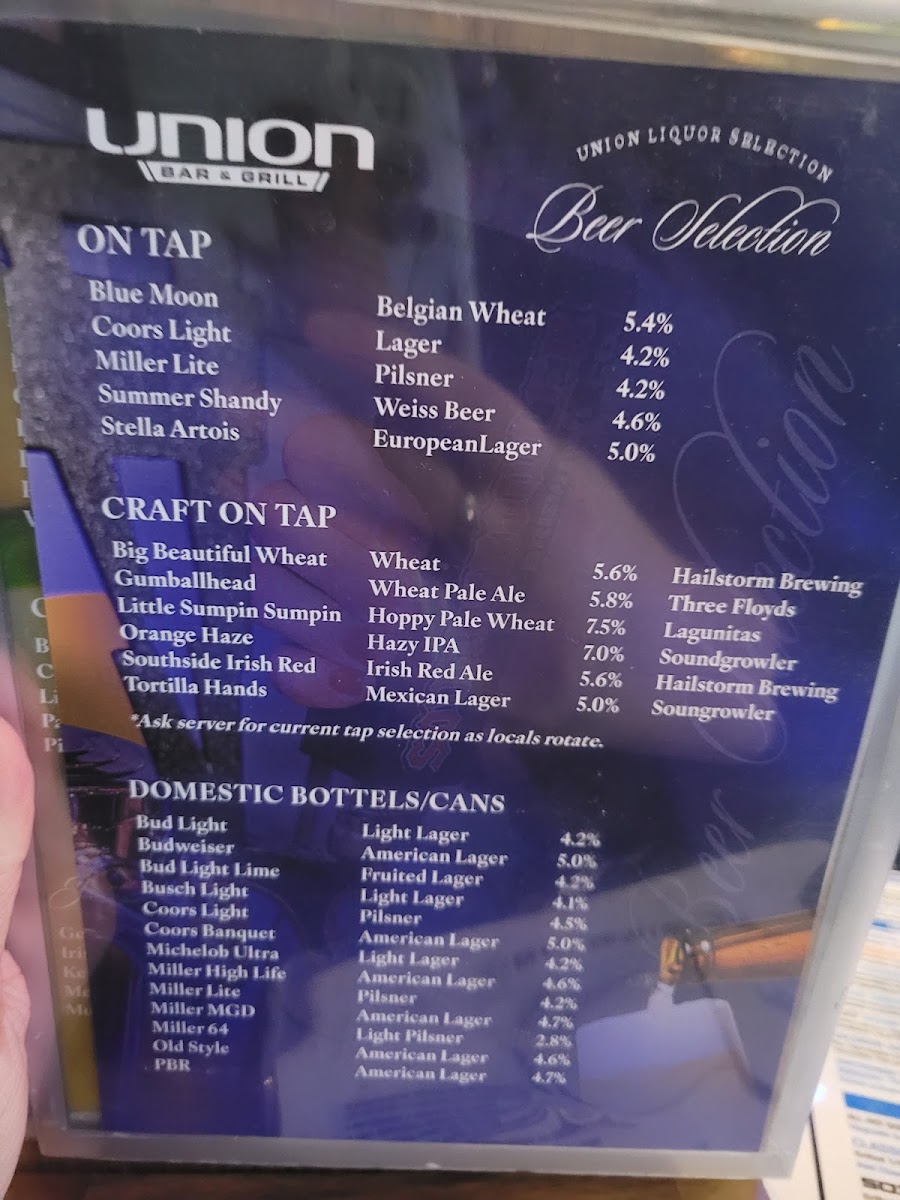 UNION
BAR & GRILL
UNION LIQUOR SELECTION
Beer Selection
ON TAP
Blue Moon Belgian Wheat 5.4%
Coors Light Lager 4.2%
Miller Lite Pilsner 4.2%
Summer Shandy Weiss Beer 4.6%
Stella Artois EuropeanLager 5.0%
CRAFT ON TAP
Big Beautiful Wheat Wheat 5.6% Hailstorm Brewing
Gumballhead Wheat Pale Ale 5.8% Three Floyds
Little Sumpin Sumpin Hoppy Pale Wheat 7.5% Lagunitas
Orange Haze Hazy IPA 7.0% Soundgrowler
Southside Irish Red Irish Red Ale 5.6% Hailstorm Brewing
Tortilla Hands Mexican Lager 5.0% Soungrowler
*Ask server for current tap selection as locals rotate.
DOMESTIC BOTTELS/CANS
Bud Light Light Lager 4.2%
Budweiser American Lager 5.0%
Bud Light Lime Fruited Lager 4.2%
Busch Light Light Lager 4.1%
Coors Light Pilsner 4.5%
Coors Banquet American Lager 5.0%
Michelob Ultra Light Lager 4.2%
Miller High Life American Lager 4.6%
Miller Lite Pilsner 4.2%
Miller MGD American Lager 4.7%
Miller 64 Light Pilsner 2.8%
Old Style American Lager 4.6%
PBR American Lager 4.7%